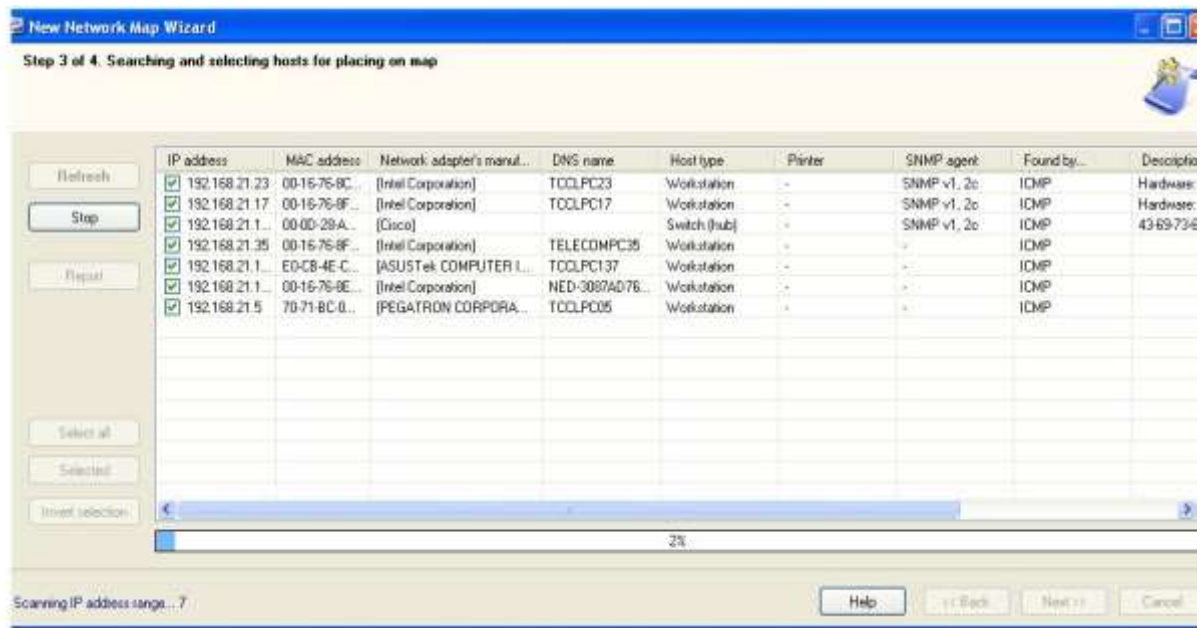 New Network Map Wizard
Step 3 of 4. Searching and selecting hosts for placing on map
IP address MAC address Network adapter's manuf... DNS name Host type Printer SNMP agent Found by... Descriptio
Refresh
192.168.21.23 00-16-76-8C... [Intel Corporation] TCCLPC23 Workstation - SNMP v1, 2c ICMP Hardware:
192.168.21.17 00-16-76-8F... [Intel Corporation] TCCLPC17 Workstation - SNMP v1, 2c ICMP Hardware:
Stop
192.168.21.1... 00-0D-29-A... [Cisco] Switch (hub) - SNMP v1, 2c ICMP 43-69-73-6
192.168.21.35 00-16-76-8F... [Intel Corporation] TELECOMPC35 Workstation - - ICMP
192.168.21.1... E0-CB-4E-C... [ASUSTek COMPUTER I... TCCLPC137 Workstation - - ICMP
Report
192.168.21.1... 00-16-76-8E... [Intel Corporation] NED-3087AD76... Workstation - - ICMP
192.168.21.5 70-71-BC-0... [PEGATRON CORPORA... TCCLPC05 Workstation - - ICMP
Select all
Selected
Invert selection
2%
Scanning IP address range... 7
Help << Back Next >> Cancel